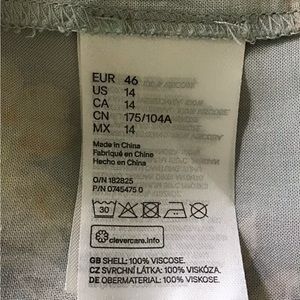 EUR 46
US 14
CA 14
CN 175/104A
MX 14
Made in China
Fabriqué en Chine
Hecho en China
O/N 182825
P/N 0745475 0
30
clevercare.info
GB SHELL: 100% VISCOSE.
CZ SVRCHNÍ LÁTKA: 100% VISKÓZA.
DE OBERMATERIAL: 100% VISKOSE.